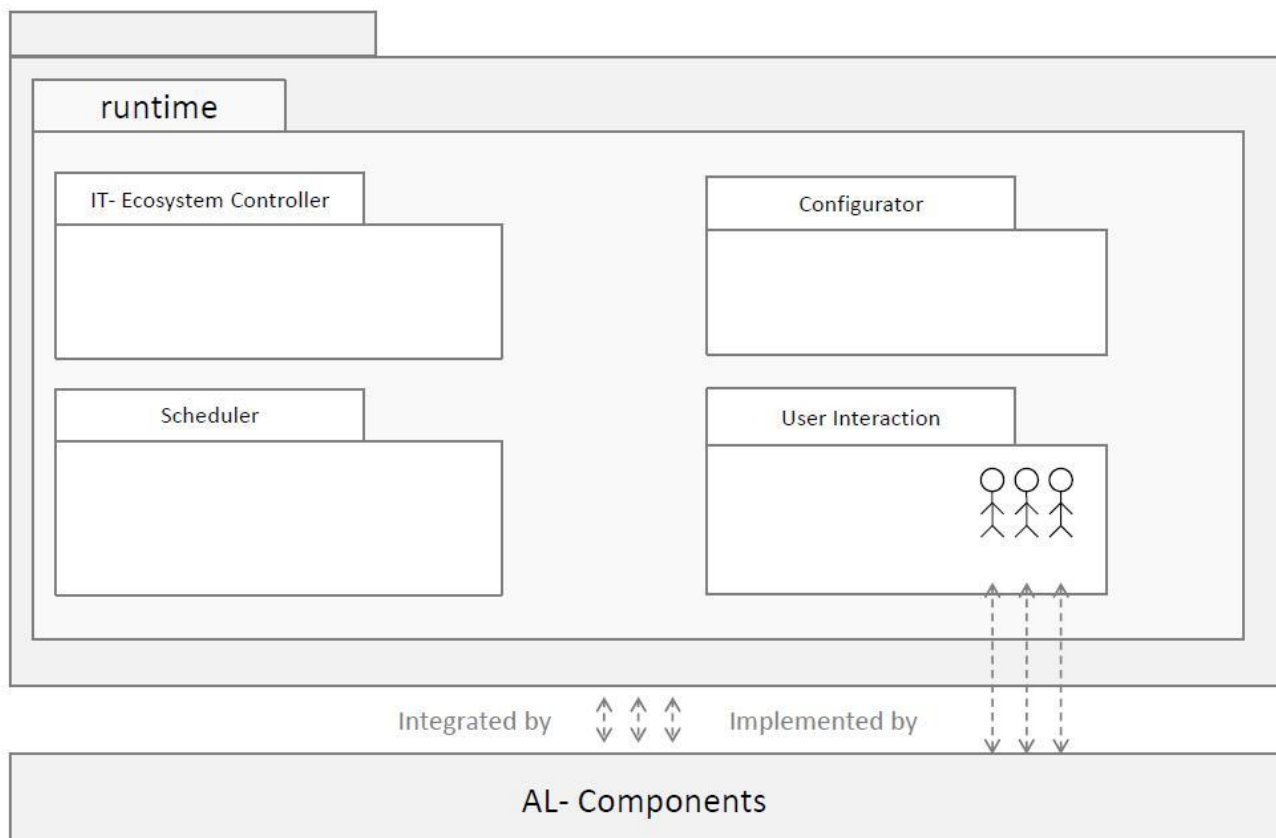 runtime
IT- Ecosystem Controller
Configurator
Scheduler
User Interaction
Integrated by
Implemented by
AL- Components